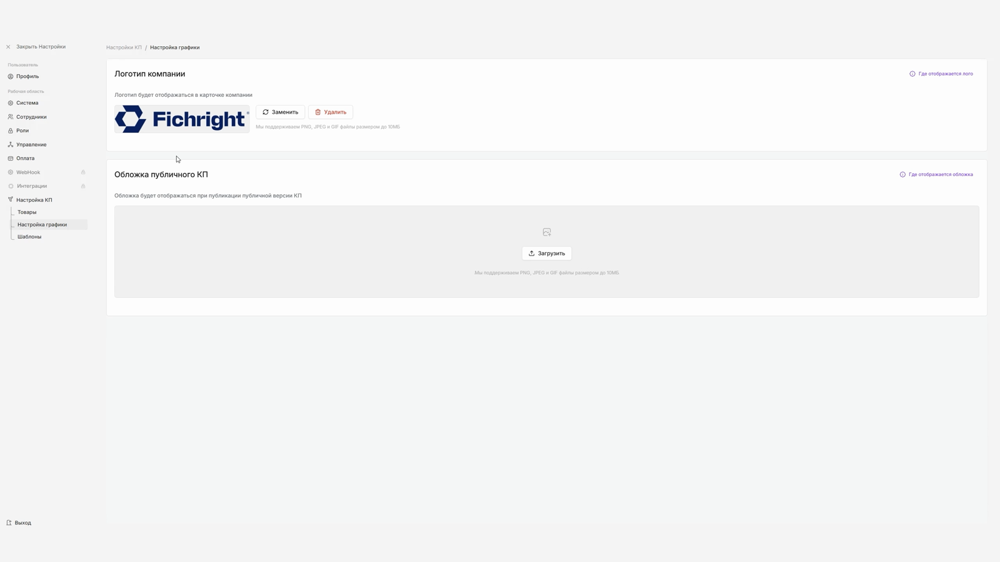 Закрыть Настройки
Пользователь
Профиль
Рабочая область
Система
Сотрудники
Роли
Управление
Оплата
WebHook
Интеграции
Настройка КП
Товары
Настройка графики
Шаблоны
Выход
Настройки КП / Настройка графики
Логотип компании
Где отображается лого
Логотип будет отображаться в карточке компании
Fichright
Заменить
Удалить
Мы поддерживаем PNG, JPEG и GIF файлы размером до 10МБ
Обложка публичного КП
Где отображается обложка
Обложка будет отображаться при публикации публичной версии КП
Загрузить
Мы поддерживаем PNG, JPEG и GIF файлы размером до 10МБ